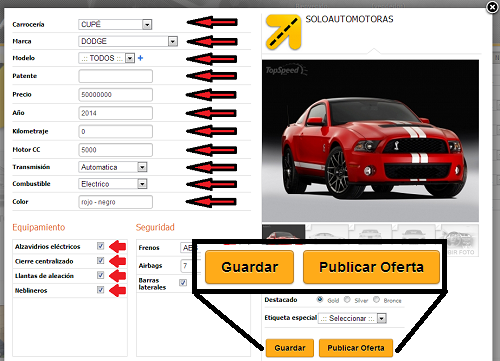 Carrocería CUPÉ
Marca DODGE
Modelo .:: TODOS ::. +
Patente
Precio 50000000
Año 2014
Kilometraje 0
Motor CC 5000
Transmisión Automatica
Combustible Electrico
Color rojo - negro
Equipamiento
Alzavidrios eléctricos
Cierre centralizado
Llantas de aleación
Neblineros
Seguridad
Frenos
Airbags 7
Barras
laterales
SOLOAUTOMOTORAS
TopSpeed
Guardar Publicar Oferta
Destacado Gold Silver Bronce
Etiqueta especial .:: Seleccionar ::.
Guardar Publicar Oferta